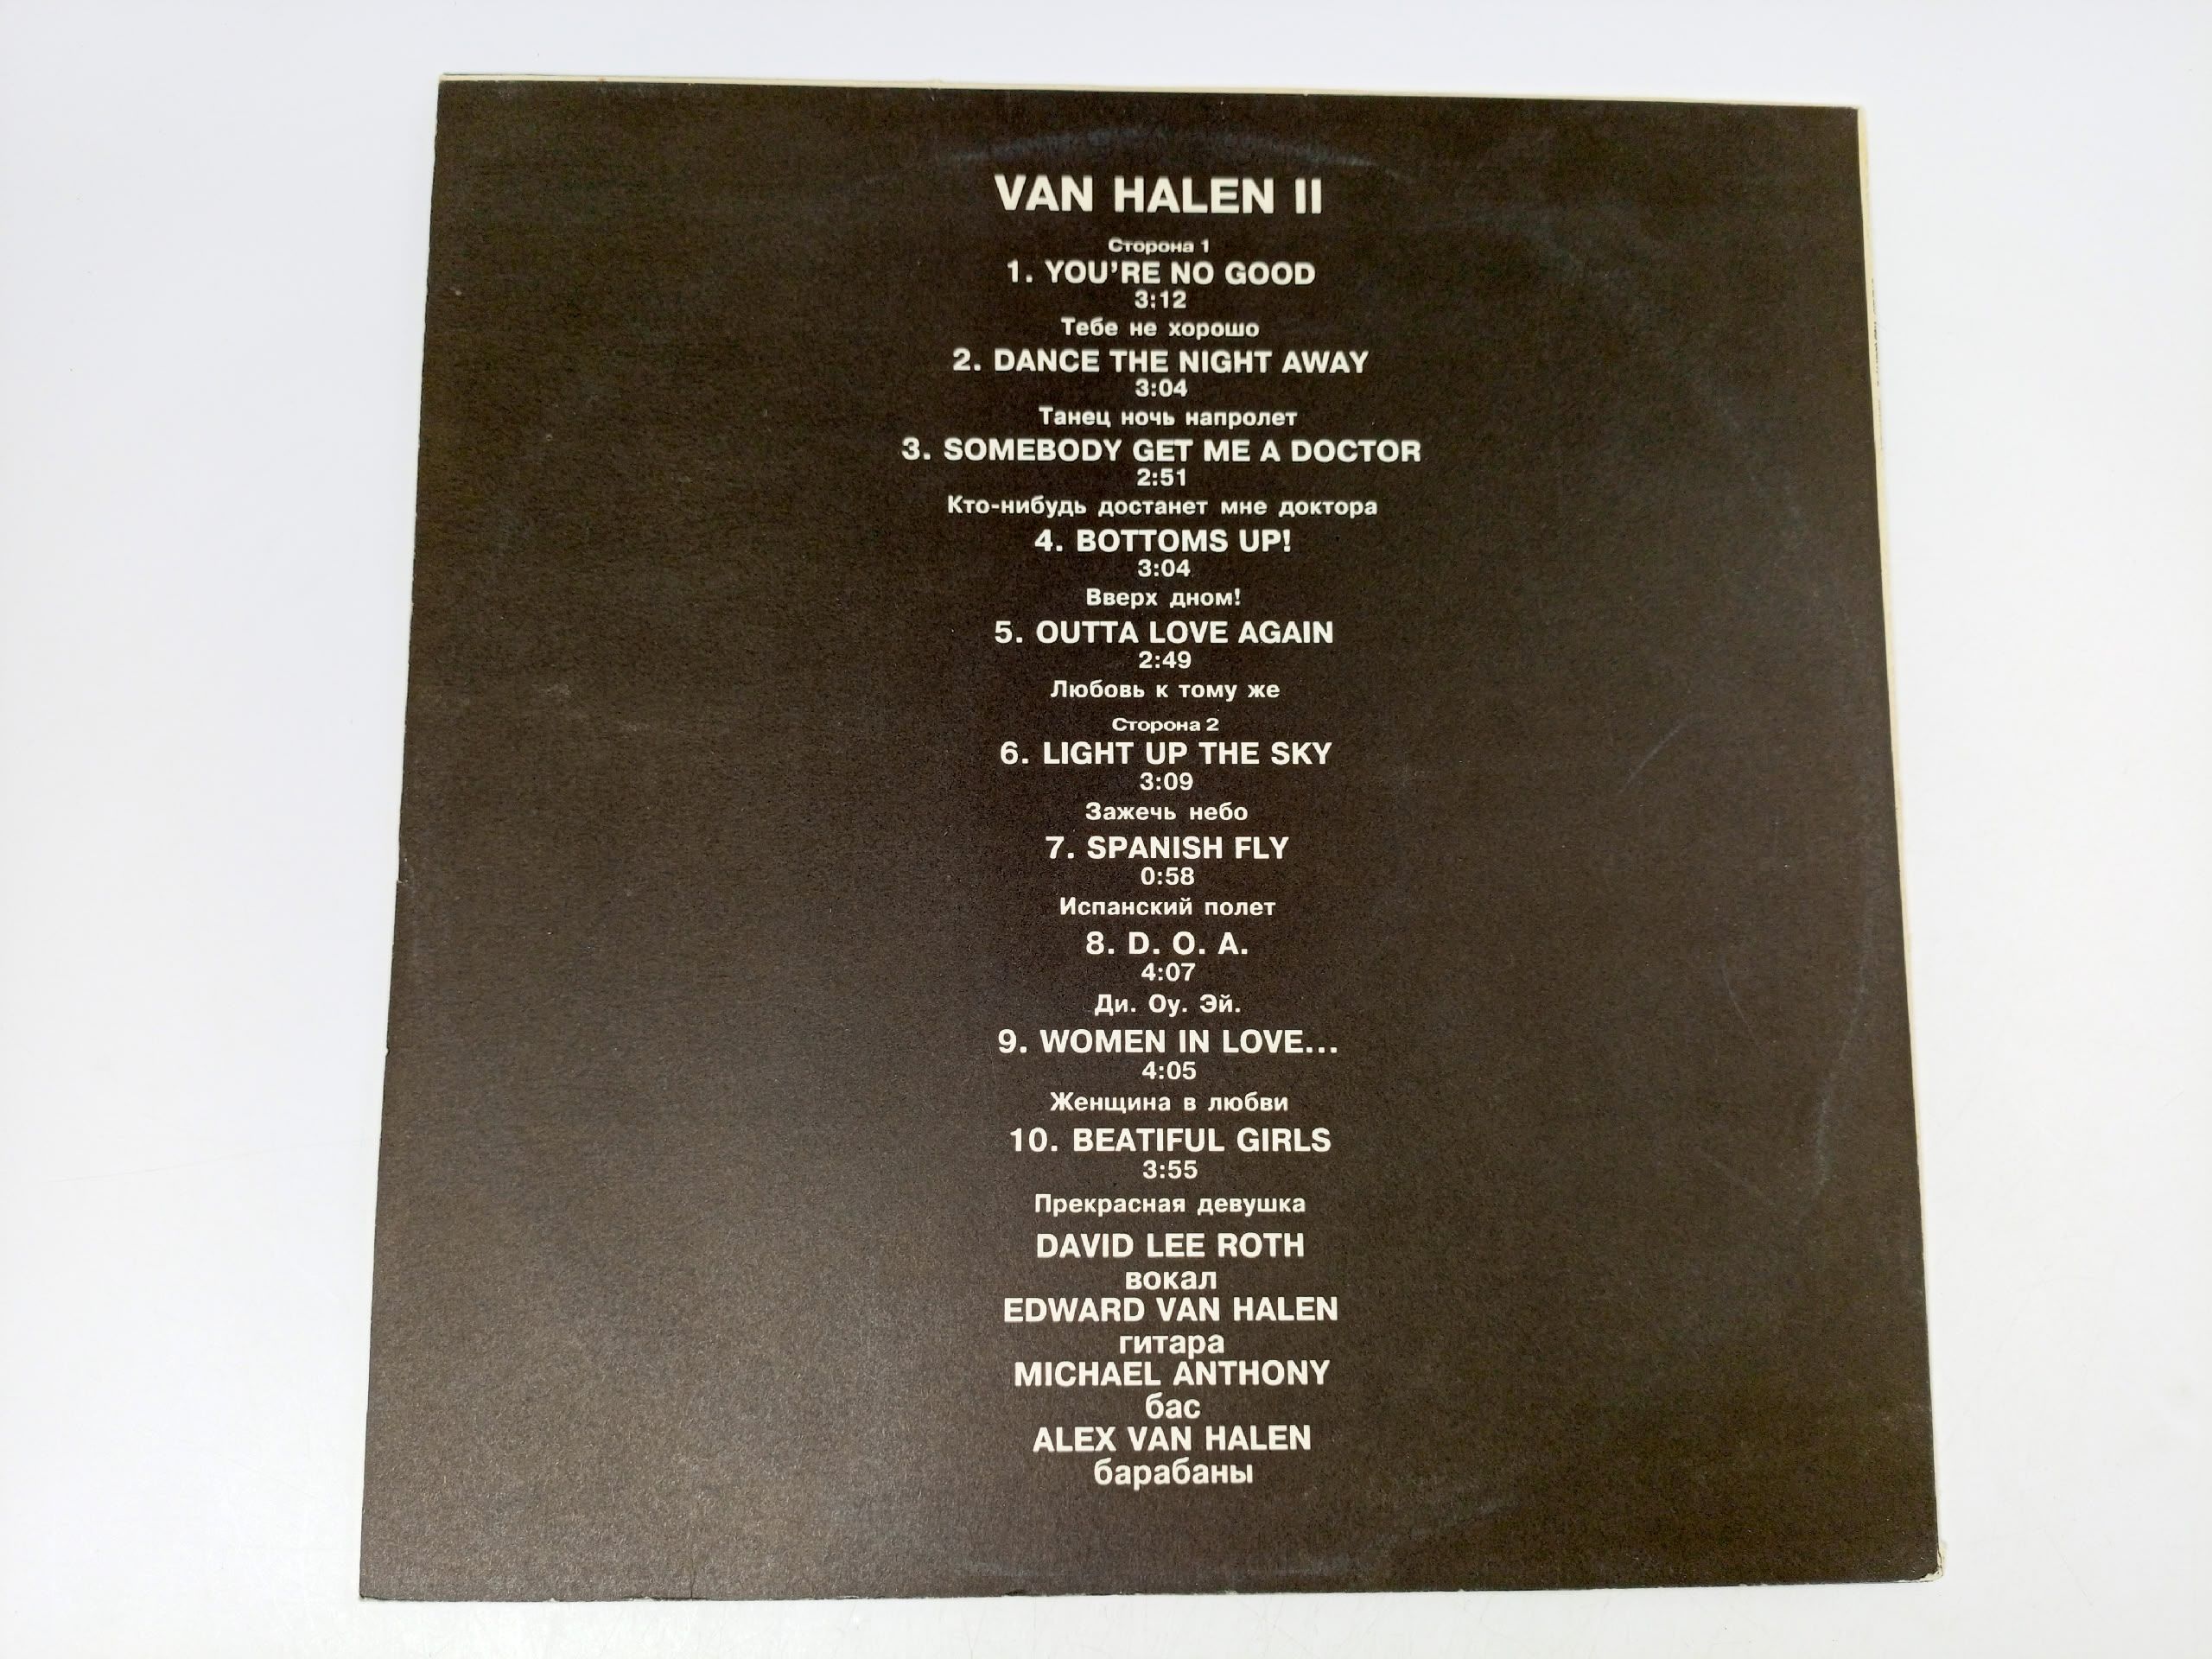 VAN HALEN II
Сторона 1
1. YOU'RE NO GOOD
3:12
Тебе не хорошо
2. DANCE THE NIGHT AWAY
3:04
Танец ночь напролет
3. SOMEBODY GET ME A DOCTOR
2:51
Кто-нибудь достанет мне доктора
4. BOTTOMS UP!
3:04
Вверх дном!
5. OUTTA LOVE AGAIN
2:49
Любовь к тому же
Сторона 2
6. LIGHT UP THE SKY
3:09
Зажечь небо
7. SPANISH FLY
0:58
Испанский полет
8. D. O. A.
4:07
Ди. Оу. Эй.
9. WOMEN IN LOVE...
4:05
Женщина в любви
10. BEATIFUL GIRLS
3:55
Прекрасная девушка
DAVID LEE ROTH
вокал
EDWARD VAN HALEN
гитара
MICHAEL ANTHONY
бас
ALEX VAN HALEN
барабаны